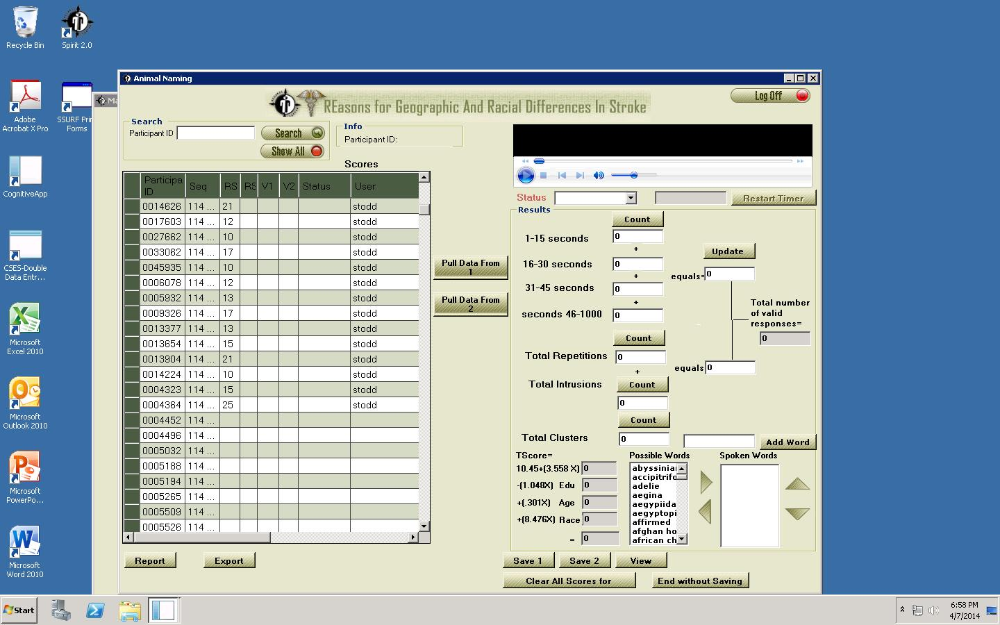 Recycle Bin
Spirit 2.0
Adobe
Acrobat X Pro
SSURF Prin
Forms
CognitiveApp
CSES-Double
Data Entr...
Microsoft
Excel 2010
Microsoft
Outlook 2010
Microsoft
PowerPo...
Microsoft
Word 2010
Ma
Animal Naming
REasons for Geographic And Racial Differences In Stroke
Log Off
Search
Participant ID
Search
Show All
Info
Participant ID:
Scores
Participa
ID Seq RS RS V1 V2 Status User
0014626 114 ... 21 stodd
0017603 114 ... 12 stodd
0027662 114 ... 10 stodd
0033062 114 ... 17 stodd
0045935 114 ... 10 stodd
0006078 114 ... 12 stodd
0005932 114 ... 13 stodd
0009326 114 ... 17 stodd
0013377 114 ... 13 stodd
0013654 114 ... 15 stodd
0013904 114 ... 21 stodd
0014224 114 ... 10 stodd
0004323 114 ... 15 stodd
0004364 114 ... 25 stodd
0004452 114 ...
0004496 114 ...
0005032 114 ...
0005188 114 ...
0005194 114 ...
0005265 114 ...
0005509 114 ...
0005526 114 ...
Report
Export
Pull Data From
1
Pull Data From
2
Status
Restart Timer
Results
Count
1-15 seconds 0
+
16-30 seconds 0
+
31-45 seconds 0
+
seconds 46-1000 0
Update
equals= 0
Total number
of valid
responses=
0
Count
Total Repetitions 0
+
equals 0
Total Intrusions Count
0
Count
Total Clusters 0
Add Word
TScore=
10.45+(3.558 X) 0
-(1.048X) Edu 0
+(.301X) Age 0
+(8.476X) Race 0
= 0
Possible Words
abyssinian
accipitrifo
adelie
aegina
aegypiida
aegyptopi
affirmed
afghan ho
african ch
Spoken Words
Save 1
Save 2
View
Clear All Scores for
End without Saving
Start
6:58 PM
4/7/2014